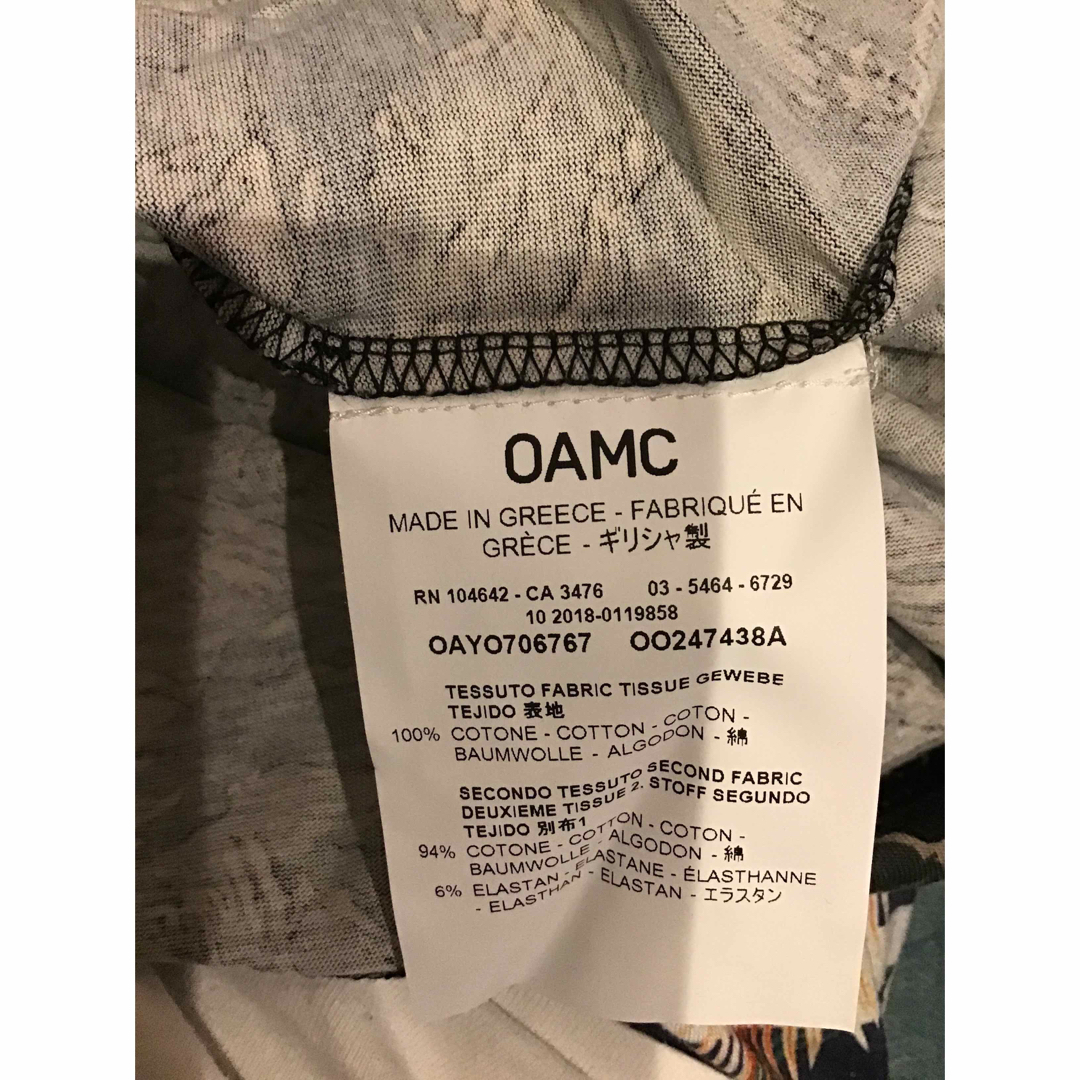 OAMC
MADE IN GREECE - FABRIQUÉ EN
GRÈCE - ギリシャ製
RN 104642 - CA 3476 03 - 5464 - 6729
10 2018-0119858
OAYO706767 OO247438A
TESSUTO FABRIC TISSUE GEWEBE
TEJIDO 表地
100% COTONE - COTTON - COTON -
BAUMWOLLE - ALGODON - 綿
SECONDO TESSUTO SECOND FABRIC
DEUXIEME TISSUE 2. STOFF SEGUNDO
TEJIDO 別布1
94% COTONE - COTTON - COTON -
BAUMWOLLE - ALGODON - 綿
6% ELASTAN - ELASTANE - ÉLASTHANNE
- ELASTHAN - ELASTAN - エラスタン